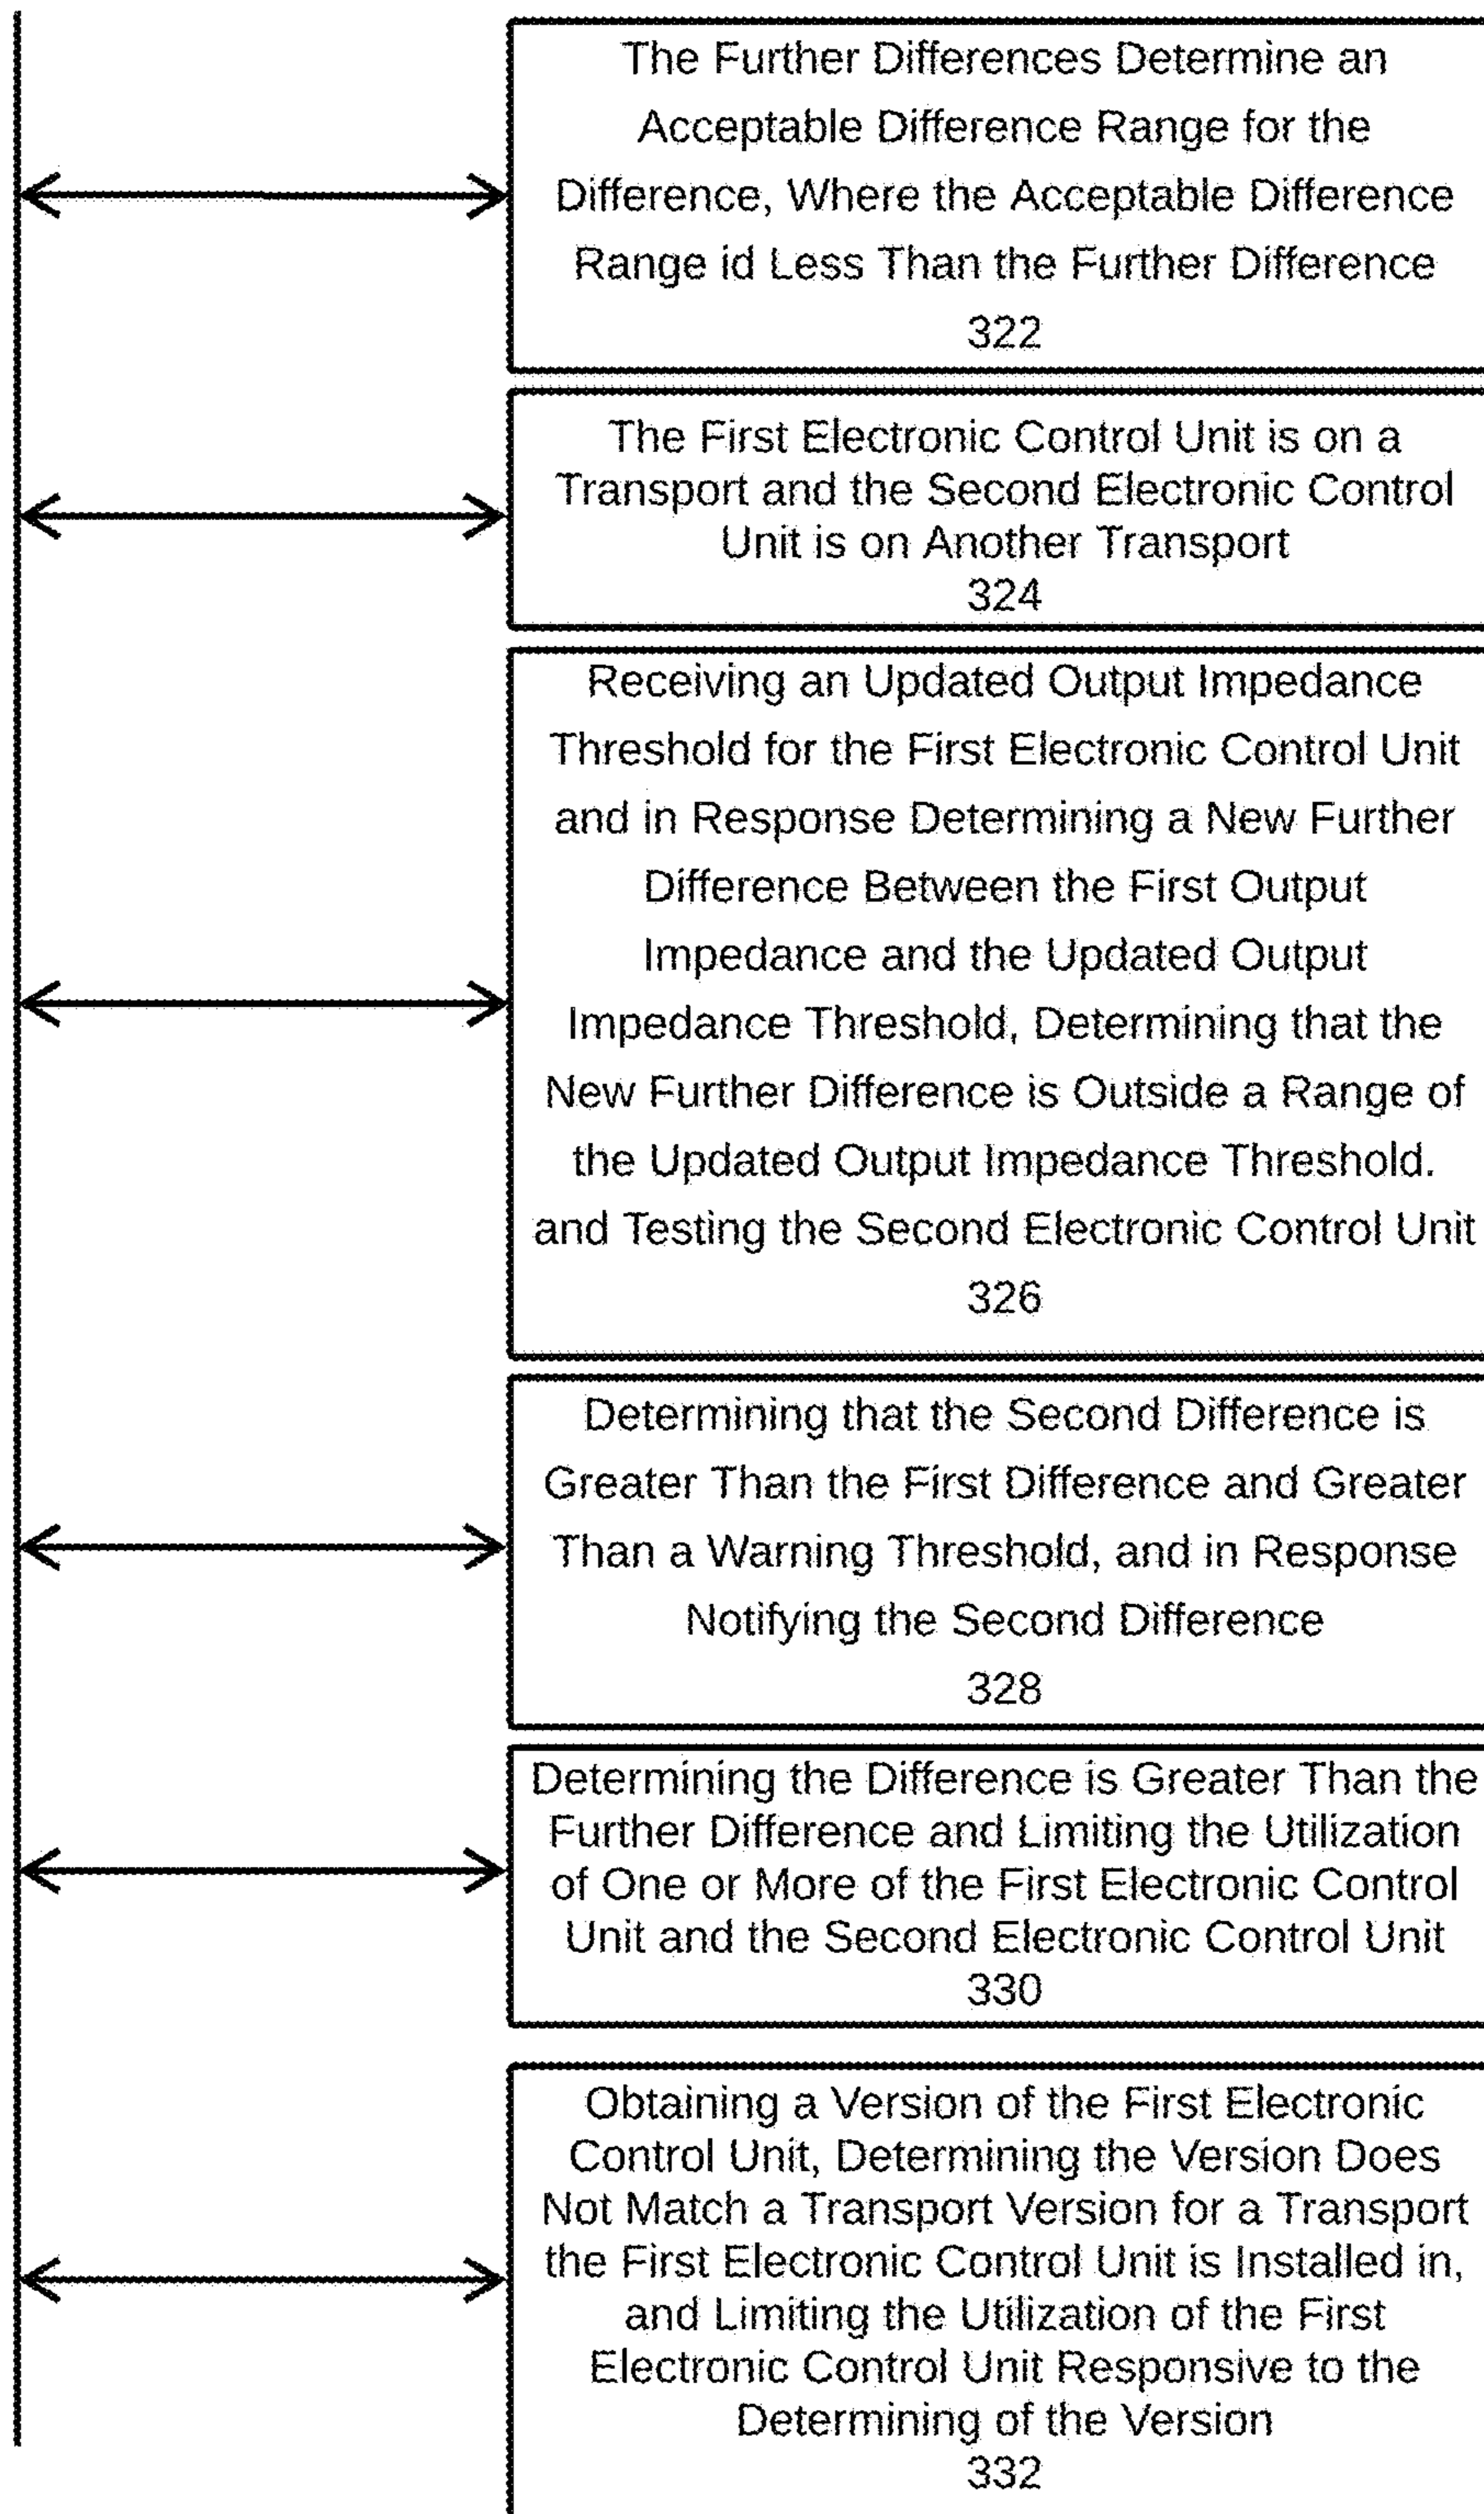 The Further Differences Determine an
Acceptable Difference Range for the
Difference, Where the Acceptable Difference
Range id Less Than the Further Difference
322
The First Electronic Control Unit is on a
Transport and the Second Electronic Control
Unit is on Another Transport
324
Receiving an Updated Output Impedance
Threshold for the First Electronic Control Unit
and in Response Determining a New Further
Difference Between the First Output
Impedance and the Updated Output
Impedance Threshold, Determining that the
New Further Difference is Outside a Range of
the Updated Output Impedance Threshold.
and Testing the Second Electronic Control Unit
326
Determining that the Second Difference is
Greater Than the First Difference and Greater
Than a Warning Threshold, and in Response
Notifying the Second Difference
328
Determining the Difference is Greater Than the
Further Difference and Limiting the Utilization
of One or More of the First Electronic Control
Unit and the Second Electronic Control Unit
330
Obtaining a Version of the First Electronic
Control Unit, Determining the Version Does
Not Match a Transport Version for a Transport
the First Electronic Control Unit is Installed in,
and Limiting the Utilization of the First
Electronic Control Unit Responsive to the
Determining of the Version
332